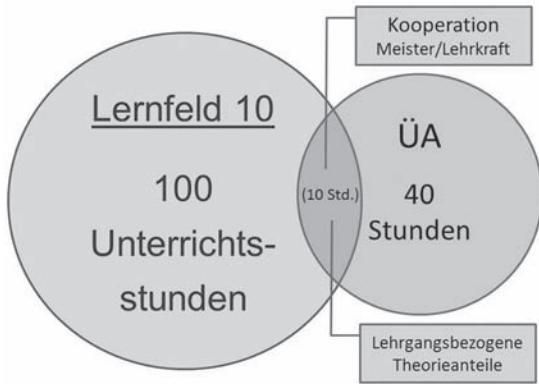 Kooperation
Meister/Lehrkraft
Lernfeld 10
100
Unterrichts-
stunden
(10 Std.)
ÜA
40
Stunden
Lehrgangsbezogene
Theorieanteile